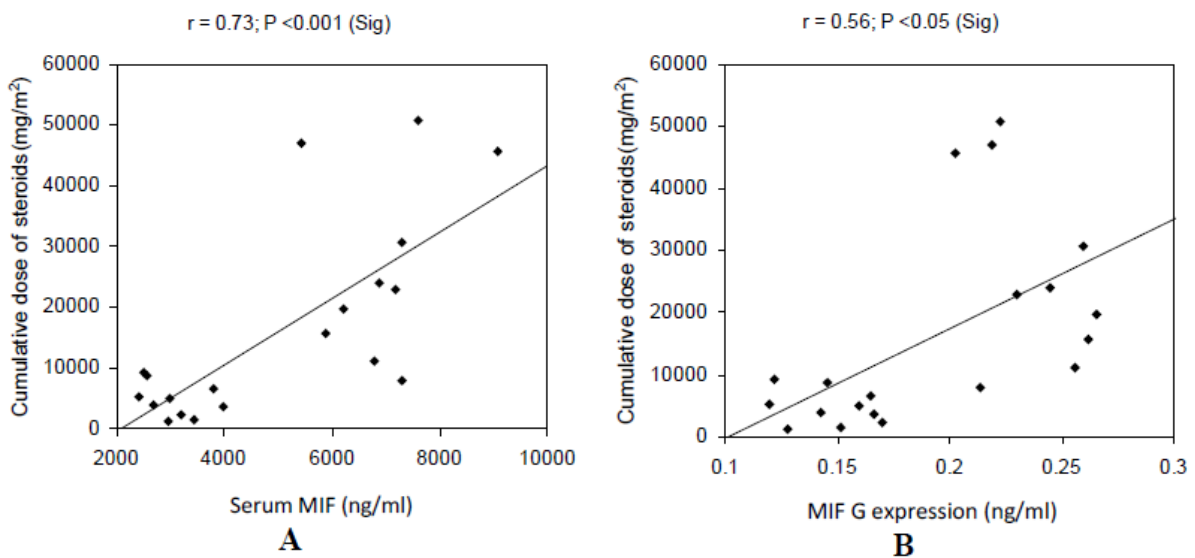 r = 0.73; P <0.001 (Sig)
Cumulative dose of steroids(mg/m²)
60000
50000
40000
30000
20000
10000
0
2000 4000 6000 8000 10000
Serum MIF (ng/ml)
A
r = 0.56; P <0.05 (Sig)
Cumulative dose of steroids(mg/m²)
60000
50000
40000
30000
20000
10000
0
0.1 0.15 0.2 0.25 0.3
MIF G expression (ng/ml)
B